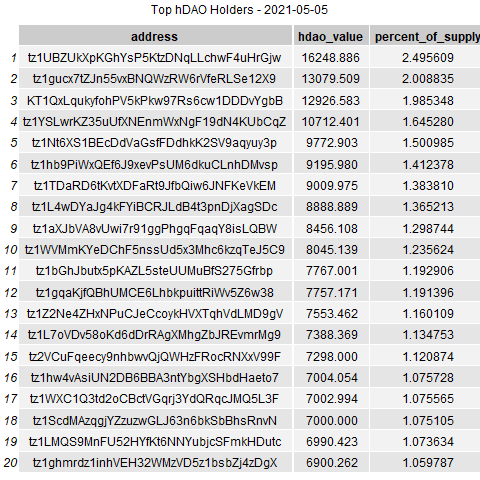 Top hDAO Holders - 2021-05-05
address hdao_value percent_of_supply
1 tz1UBZUkXpKGhYsP5KtzDNqLLchwF4uHrGjw 16248.886 2.495609
2 tz1gucx7tZJn55vxBNQWzRW6rVfeRLSe12X9 13079.509 2.008835
3 KT1QxLqukyfohPV5kPkw97Rs6cw1DDDvYgbB 12926.583 1.985348
4 tz1YSLwrKZ35uUfXNEnmWxNgF19dN4KUbCqZ 10712.401 1.645280
5 tz1Nt6XS1BEcDdVaGsfFDdhkK2SV9aqyuy3p 9772.903 1.500985
6 tz1hb9PiWxQEf6J9xevPsUM6dkuCLnhDMvsp 9195.980 1.412378
7 tz1TDaRD6tKvtXDFaRt9JfbQiw6JNFKeVkEM 9009.975 1.383810
8 tz1L4wDYaJg4kFYiBCRJLdB4t3pnDjXagSDc 8888.889 1.365213
9 tz1aXJbVA8vUwi7r91ggPhgqFqaqY8isLQBW 8456.108 1.298744
10 tz1WVMmKYeDChF5nssUd5x3Mhc6kzqTeJ5C9 8045.139 1.235624
11 tz1bGhJbutx5pKAZL5steUUMuBfS275Gfrbp 7767.001 1.192906
12 tz1gqaKjfQBhUMCE6LhbkpuittRiWv5Z6w38 7757.171 1.191396
13 tz1Z2Ne4ZHxNPuCJeCcoykHVXTqhVdLMD9gV 7553.462 1.160109
14 tz1L7oVDv58oKd6dDrRAgXMhgZbJREvmrMg9 7388.369 1.134753
15 tz2VCuFqeecy9nhbwvQjQWHzFRocRNXxV99F 7298.000 1.120874
16 tz1hw4vAsiUN2DB6BBA3ntYbgXSHbdHaeto7 7004.054 1.075728
17 tz1WXC1Q3td2oCBctVGqrj3YdQRqcJMQ5L3F 7002.994 1.075565
18 tz1ScdMAzqgjYZzuzwGLJ63n6bkSbBhsRnvN 7000.000 1.075105
19 tz1LMQS9MnFU52HYfKt6NNYubjcSFmkHDutc 6990.423 1.073634
20 tz1ghmrdz1inhVEH32WMzVD5z1bsbZj4zDgX 6900.262 1.059787